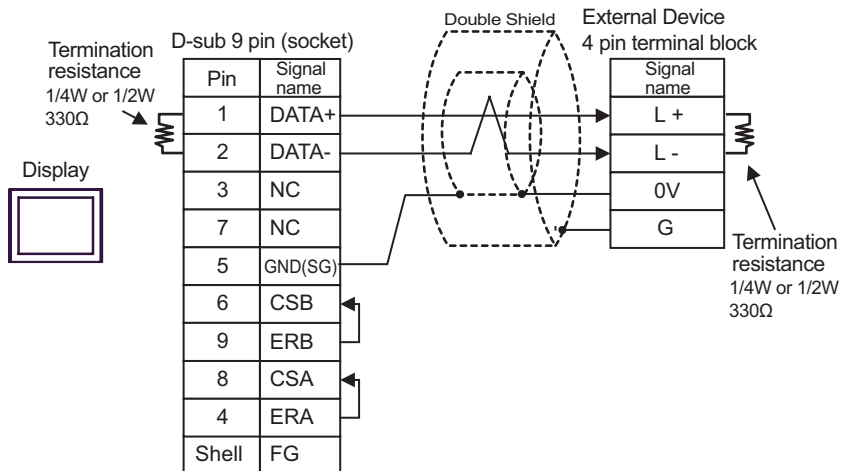 Double Shield
External Device
4 pin terminal block
D-sub 9 pin (socket)
Termination
resistance
1/4W or 1/2W
330Ω
Display
Pin Signal name
1 DATA+
2 DATA-
3 NC
7 NC
5 GND(SG)
6 CSB
9 ERB
8 CSA
4 ERA
Shell FG
Signal name
L +
L -
0V
G
Termination
resistance
1/4W or 1/2W
330Ω